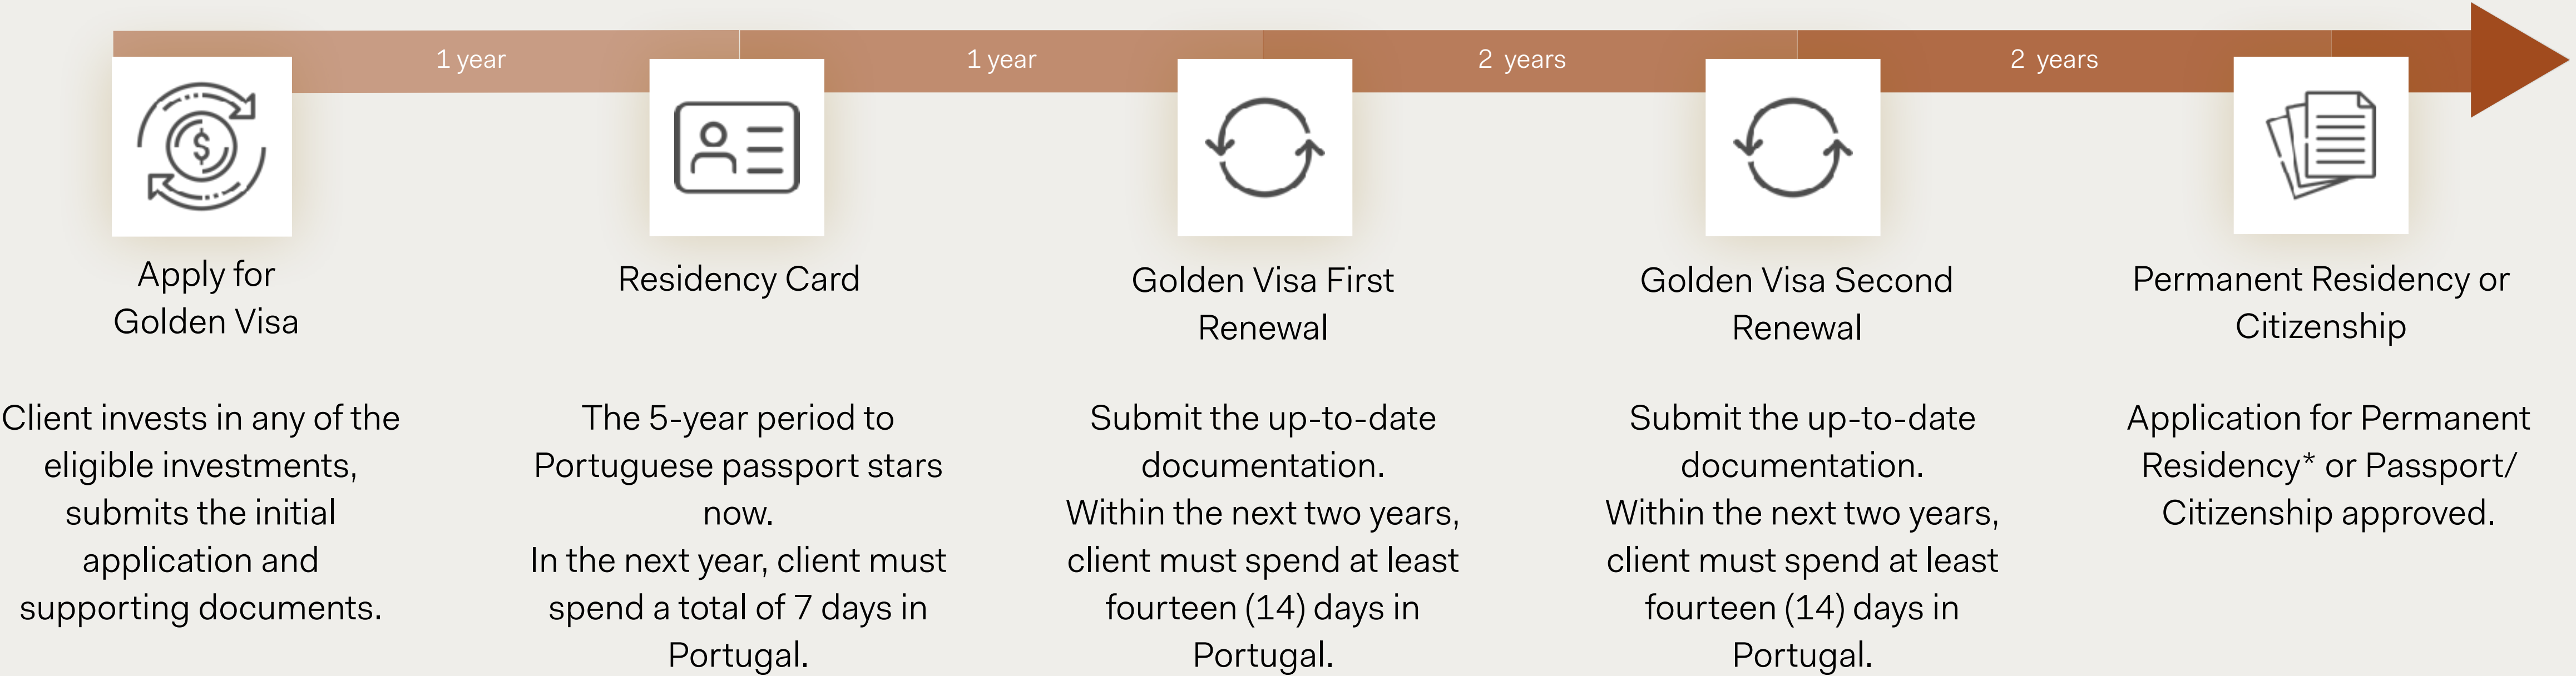 1 year
1 year
2 years
2 years
$
Apply for
Golden Visa
Client invests in any of the
eligible investments,
submits the initial
application and
supporting documents.
Residency Card
The 5-year period to
Portuguese passport stars
now.
In the next year, client must
spend a total of 7 days in
Portugal.
Golden Visa First
Renewal
Submit the up-to-date
documentation.
Within the next two years,
client must spend at least
fourteen (14) days in
Portugal.
Golden Visa Second
Renewal
Submit the up-to-date
documentation.
Within the next two years,
client must spend at least
fourteen (14) days in
Portugal.
Permanent Residency or
Citizenship
Application for Permanent
Residency* or Passport/
Citizenship approved.